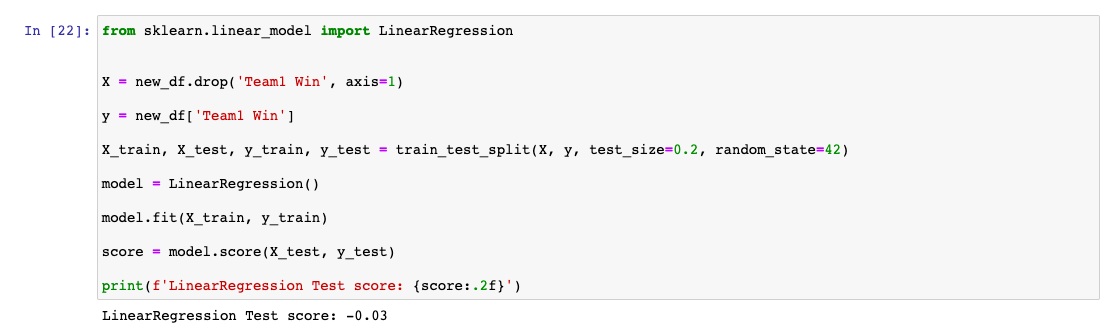 In [22]: from sklearn.linear_model import LinearRegression
X = new_df.drop('Team1 Win', axis=1)
y = new_df['Team1 Win']
X_train, X_test, y_train, y_test = train_test_split(X, y, test_size=0.2, random_state=42)
model = LinearRegression()
model.fit(X_train, y_train)
score = model.score(X_test, y_test)
print(f'LinearRegression Test score: {score:.2f}')
LinearRegression Test score: -0.03